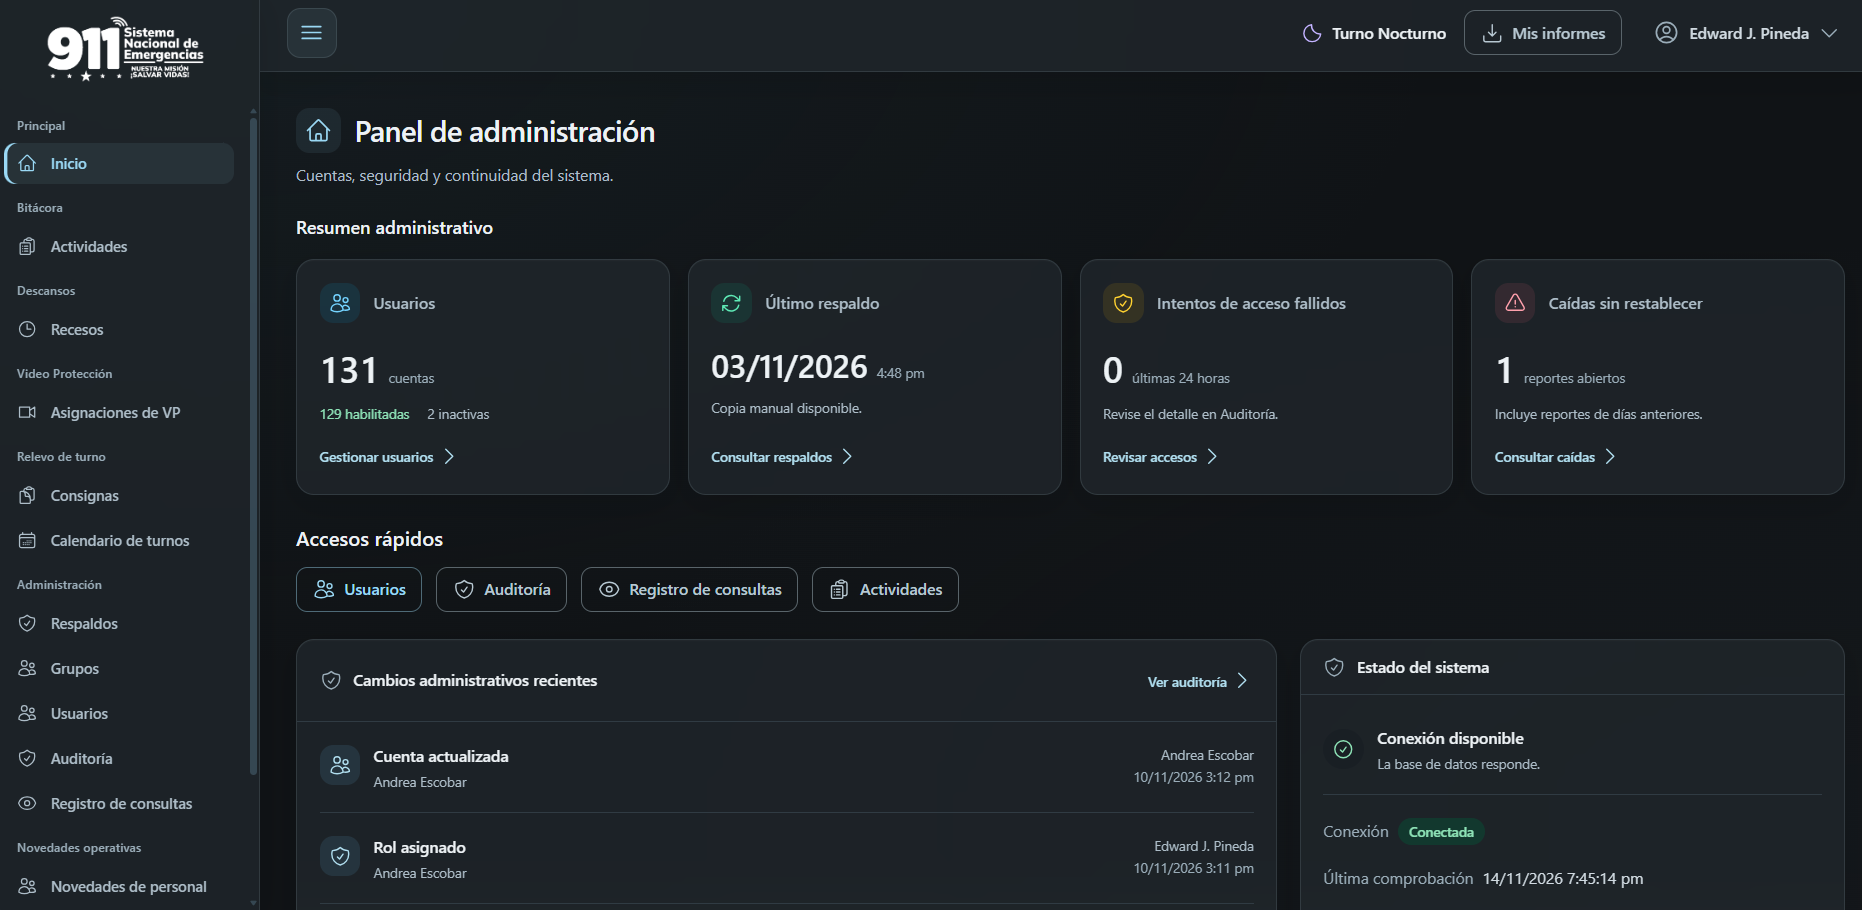 911 Sistema Nacional de Emergencias
NUESTRA MISIÓN ¡SALVAR VIDAS!
Principal
Inicio
Bitácora
Actividades
Descansos
Recesos
Video Protección
Asignaciones de VP
Relevo de turno
Consignas
Calendario de turnos
Administración
Respaldos
Grupos
Usuarios
Auditoría
Registro de consultas
Novedades operativas
Novedades de personal
Turno Nocturno
Mis informes
Edward J. Pineda
Panel de administración
Cuentas, seguridad y continuidad del sistema.
Resumen administrativo
Usuarios
131 cuentas
129 habilitadas 2 inactivas
Gestionar usuarios
Último respaldo
03/11/2026 4:48 pm
Copia manual disponible.
Consultar respaldos
Intentos de acceso fallidos
0 últimas 24 horas
Revise el detalle en Auditoría.
Revisar accesos
Caídas sin restablecer
1 reportes abiertos
Incluye reportes de días anteriores.
Consultar caídas
Accesos rápidos
Usuarios
Auditoría
Registro de consultas
Actividades
Cambios administrativos recientes
Ver auditoría
Cuenta actualizada
Andrea Escobar
Andrea Escobar
10/11/2026 3:12 pm
Rol asignado
Andrea Escobar
Edward J. Pineda
10/11/2026 3:11 pm
Estado del sistema
Conexión disponible
La base de datos responde.
Conexión Conectada
Última comprobación 14/11/2026 7:45:14 pm